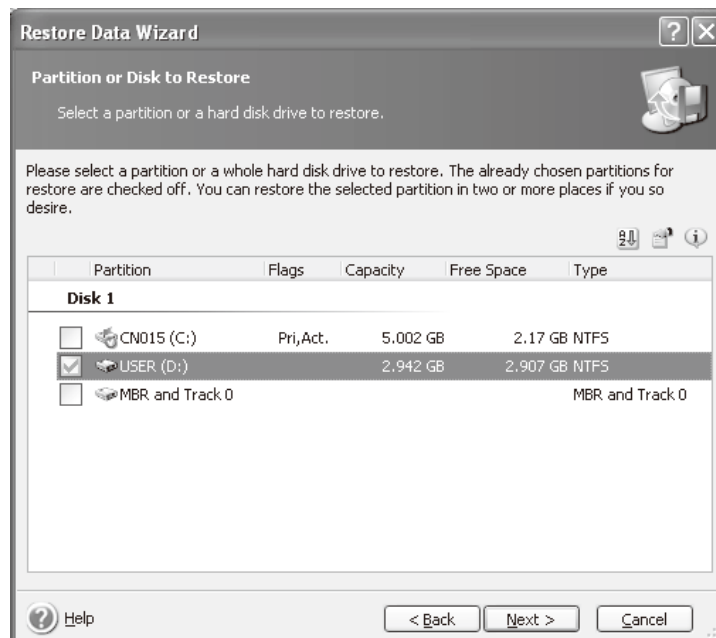 Restore Data Wizard
Partition or Disk to Restore
Select a partition or a hard disk drive to restore.
Please select a partition or a whole hard disk drive to restore. The already chosen partitions for
restore are checked off. You can restore the selected partition in two or more places if you so
desire.
Partition Flags Capacity Free Space Type
Disk 1
CN015 (C:) Pri,Act. 5.002 GB 2.17 GB NTFS
USER (D:) 2.942 GB 2.907 GB NTFS
MBR and Track 0 MBR and Track 0
Help < Back Next > Cancel